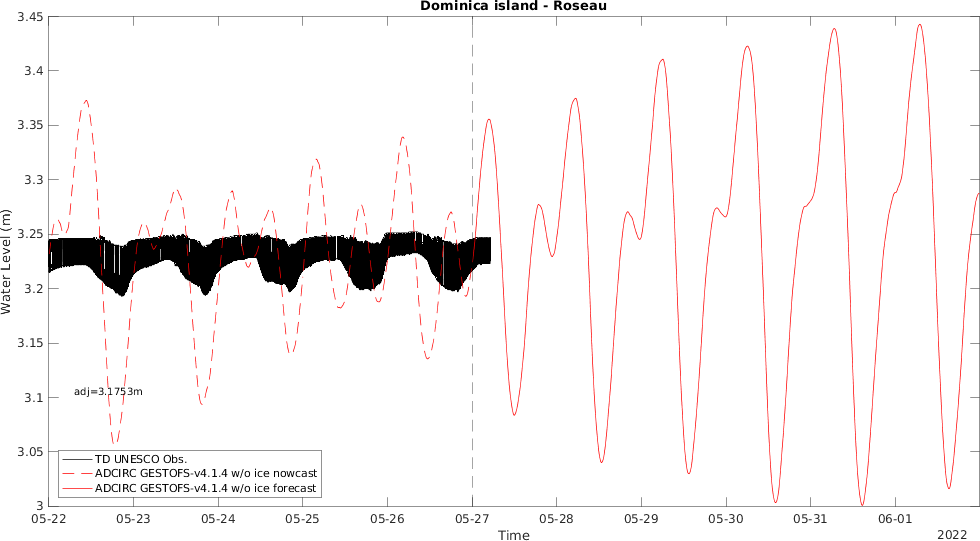 Dominica island - Roseau
3.45
3.4
3.35
3.3
3.25
3.2
3.15
3.1
3.05
3
Water Level (m)
adj=3.1753m
TD UNESCO Obs.
ADCIRC GESTOFS-v4.1.4 w/o ice nowcast
ADCIRC GESTOFS-v4.1.4 w/o ice forecast
05-22 05-23 05-24 05-25 05-26 05-27 05-28 05-29 05-30 05-31 06-01
Time
2022